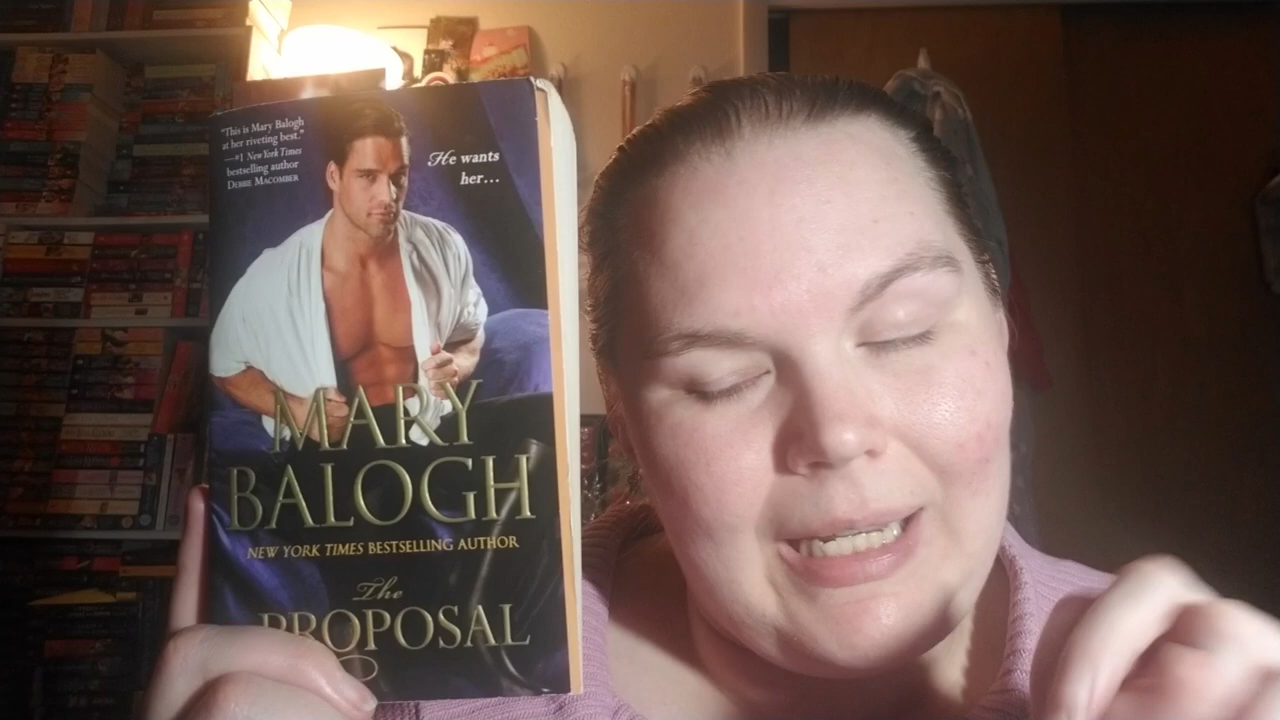 "This is Mary Balogh
at her riveting best."
—#1 New York Times
bestselling author
DEBBIE MACOMBER
He wants
her...
MARY
BALOGH
NEW YORK TIMES BESTSELLING AUTHOR
The
PROPOSAL